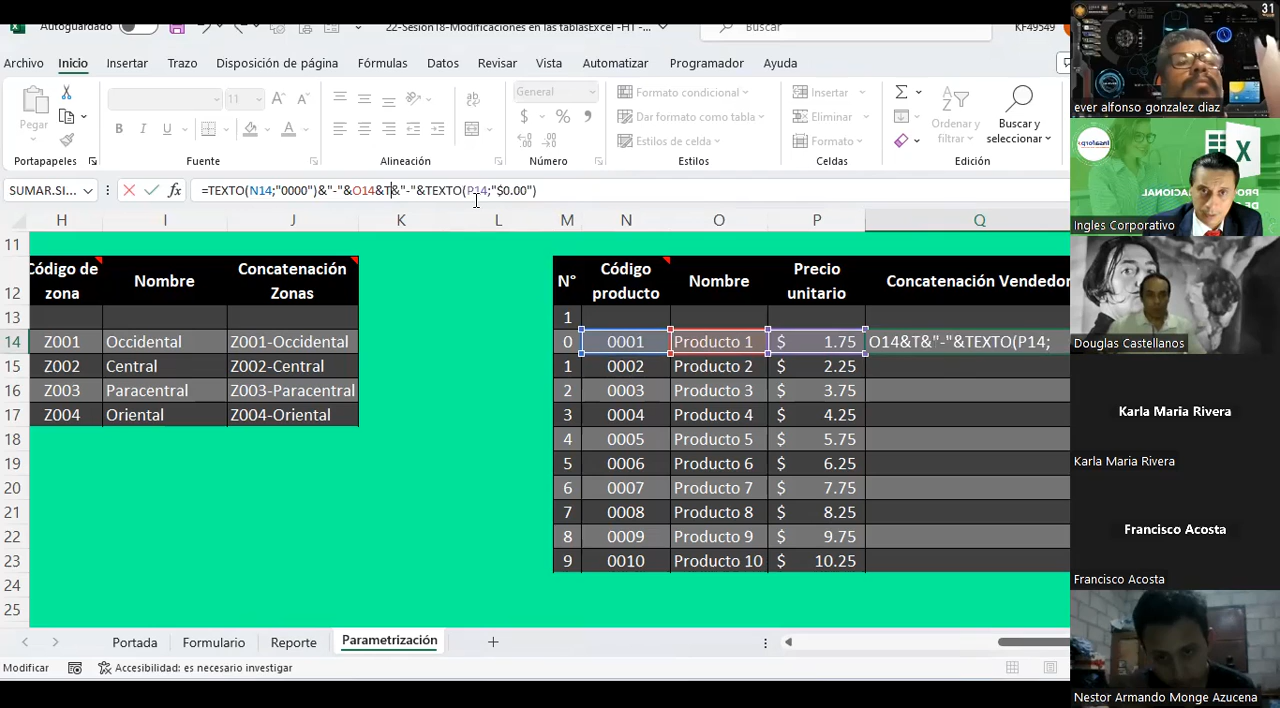 Autoguardado
22-Sesion18-Modificaciones en las tablasExcel -HT -
Buscar
KF49549
Archivo Inicio Insertar Trazo Disposición de página Formulas Datos Revisar Vista Automatizar Programador Ayuda
Pegar
11
General
Formato condicional
Dar formato como tabla
Estilos de celda
Insertar
Eliminar
Formato
Ordenar y filtrar
Buscar y seleccionar
Portapapeles Fuente Alineación Número Estilos Celdas Edición
SUMAR.SI... fx =TEXTO(N14;"0000")&"-"&O14&T&"-"&TEXTO(P14;"$0.00")
H I J K L M N O P Q
11
12 Código de zona Nombre Concatenación Zonas N° Código producto Nombre Precio unitario Concatenación Vendedor
13 1
14 Z001 Occidental Z001-Occidental 0 0001 Producto 1 $ 1.75 O14&T&"-"&TEXTO(P14;
15 Z002 Central Z002-Central 1 0002 Producto 2 $ 2.25
16 Z003 Paracentral Z003-Paracentral 2 0003 Producto 3 $ 3.75
17 Z004 Oriental Z004-Oriental 3 0004 Producto 4 $ 4.25
18 4 0005 Producto 5 $ 5.75
19 5 0006 Producto 6 $ 6.25
20 6 0007 Producto 7 $ 7.75
21 7 0008 Producto 8 $ 8.25
22 8 0009 Producto 9 $ 9.75
23 9 0010 Producto 10 $ 10.25
24
25
Portada Formulario Reporte Parametrización
Modificar Accesibilidad: es necesario investigar
31
ever alfonso gonzalez diaz
Insaforp
Ingles Corporativo
Douglas Castellanos
Karla Maria Rivera
Karla Maria Rivera
Francisco Acosta
Francisco Acosta
Nestor Armando Monge Azucena